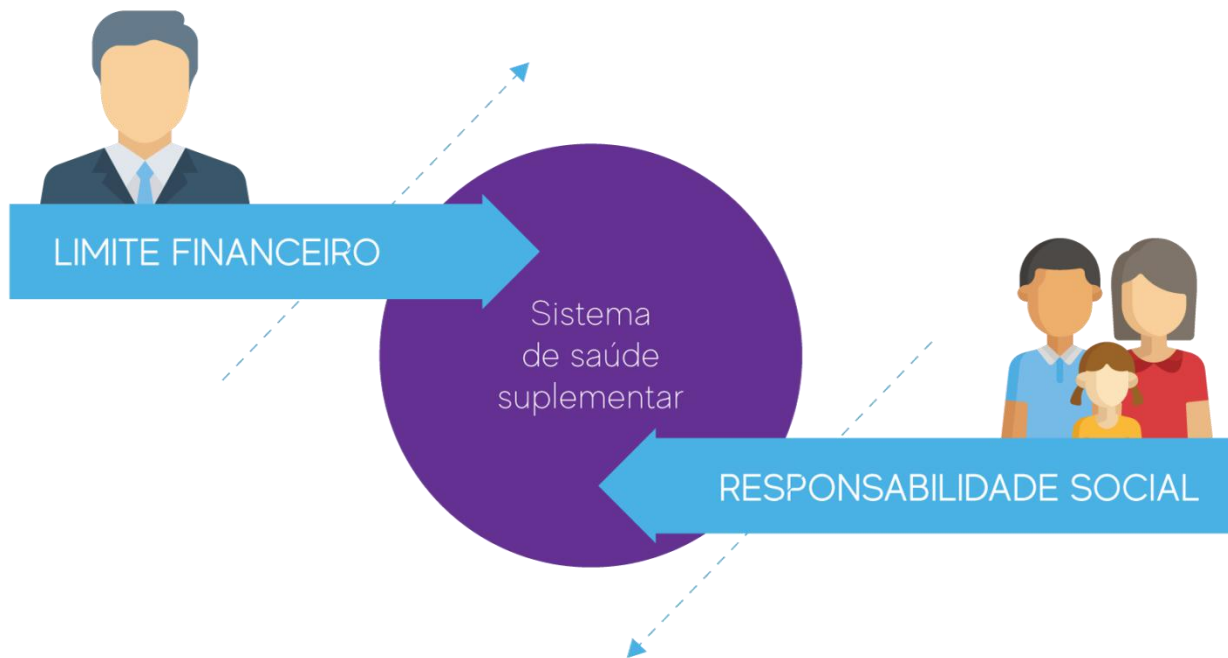 LIMITE FINANCEIRO
Sistema
de saúde
suplementar
RESPONSABILIDADE SOCIAL